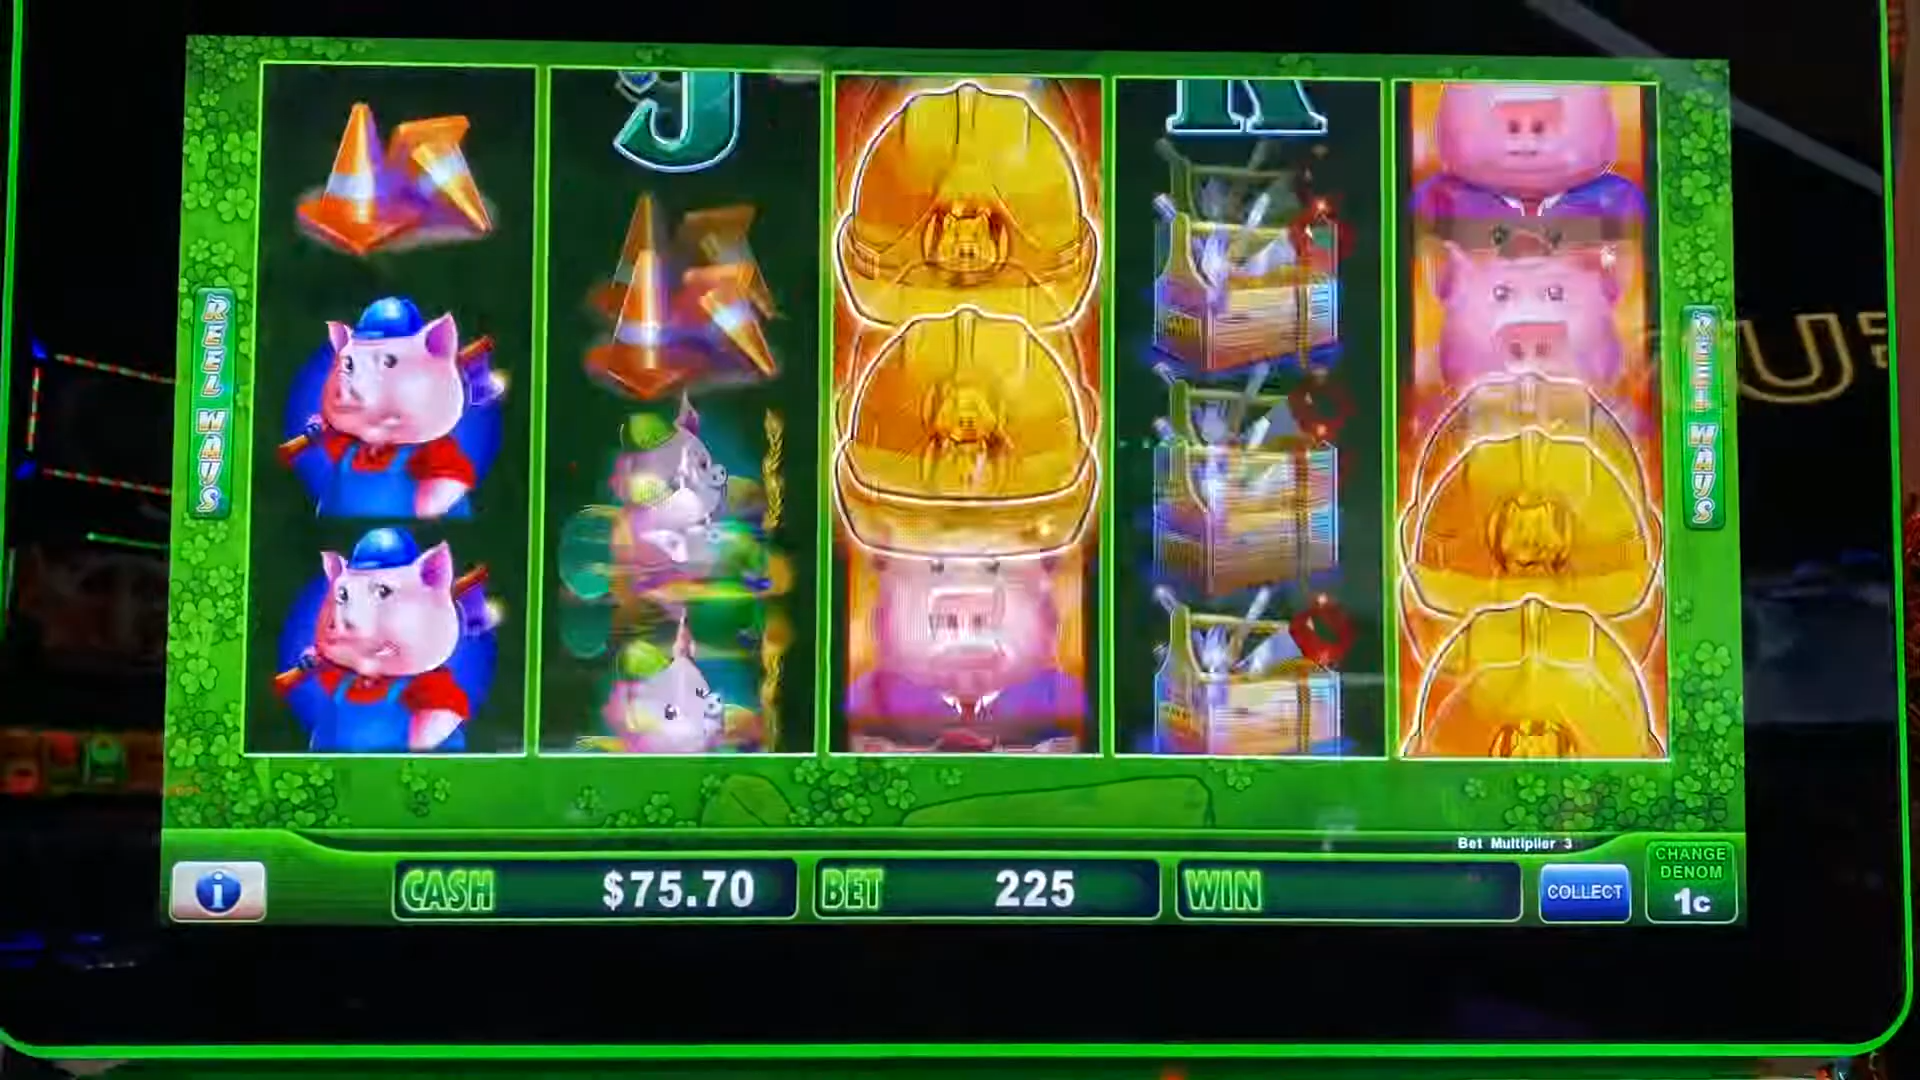 J
K
REEL WAYS
REEL WAYS
Bet Multiplier 3
CASH $75.70
BET 225
WIN
COLLECT
CHANGE
DENOM
1c
i